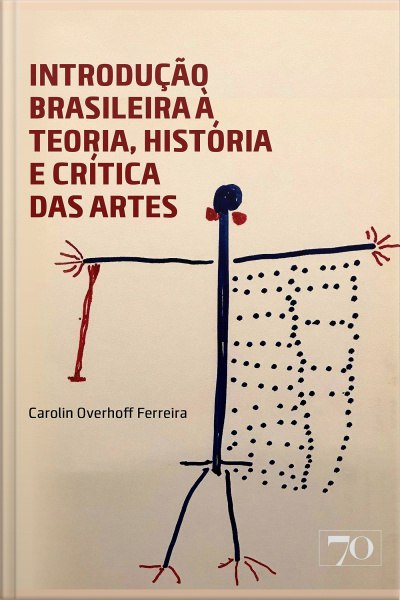 INTRODUÇÃO
BRASILEIRA À
TEORIA, HISTÓRIA
E CRÍTICA
DAS ARTES
Carolin Overhoff Ferreira
70